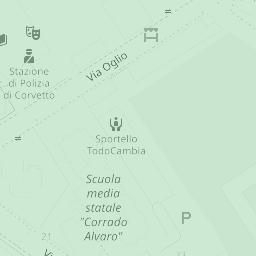 Via Oglio
Stazione
di Polizia
di Corvetto
Sportello
TodoCambia
Scuola
media
statale
"Corrado
Alvaro"
P
21